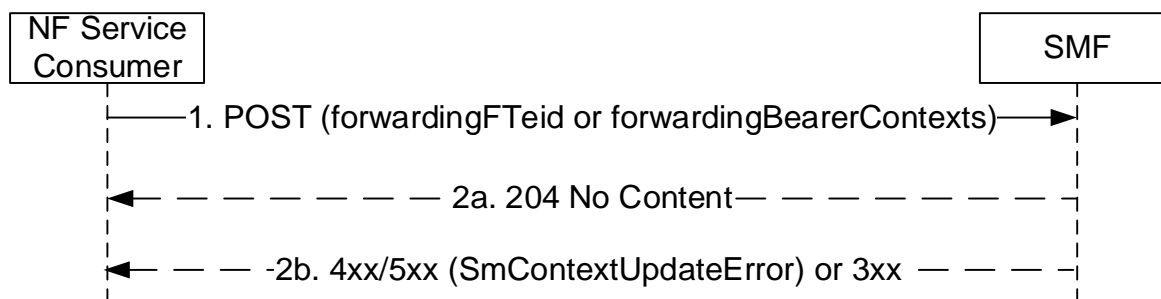 NF Service
Consumer
SMF
1. POST (forwardingFTeid or forwardingBearerContexts)
2a. 204 No Content
2b. 4xx/5xx (SmContextUpdateError) or 3xx